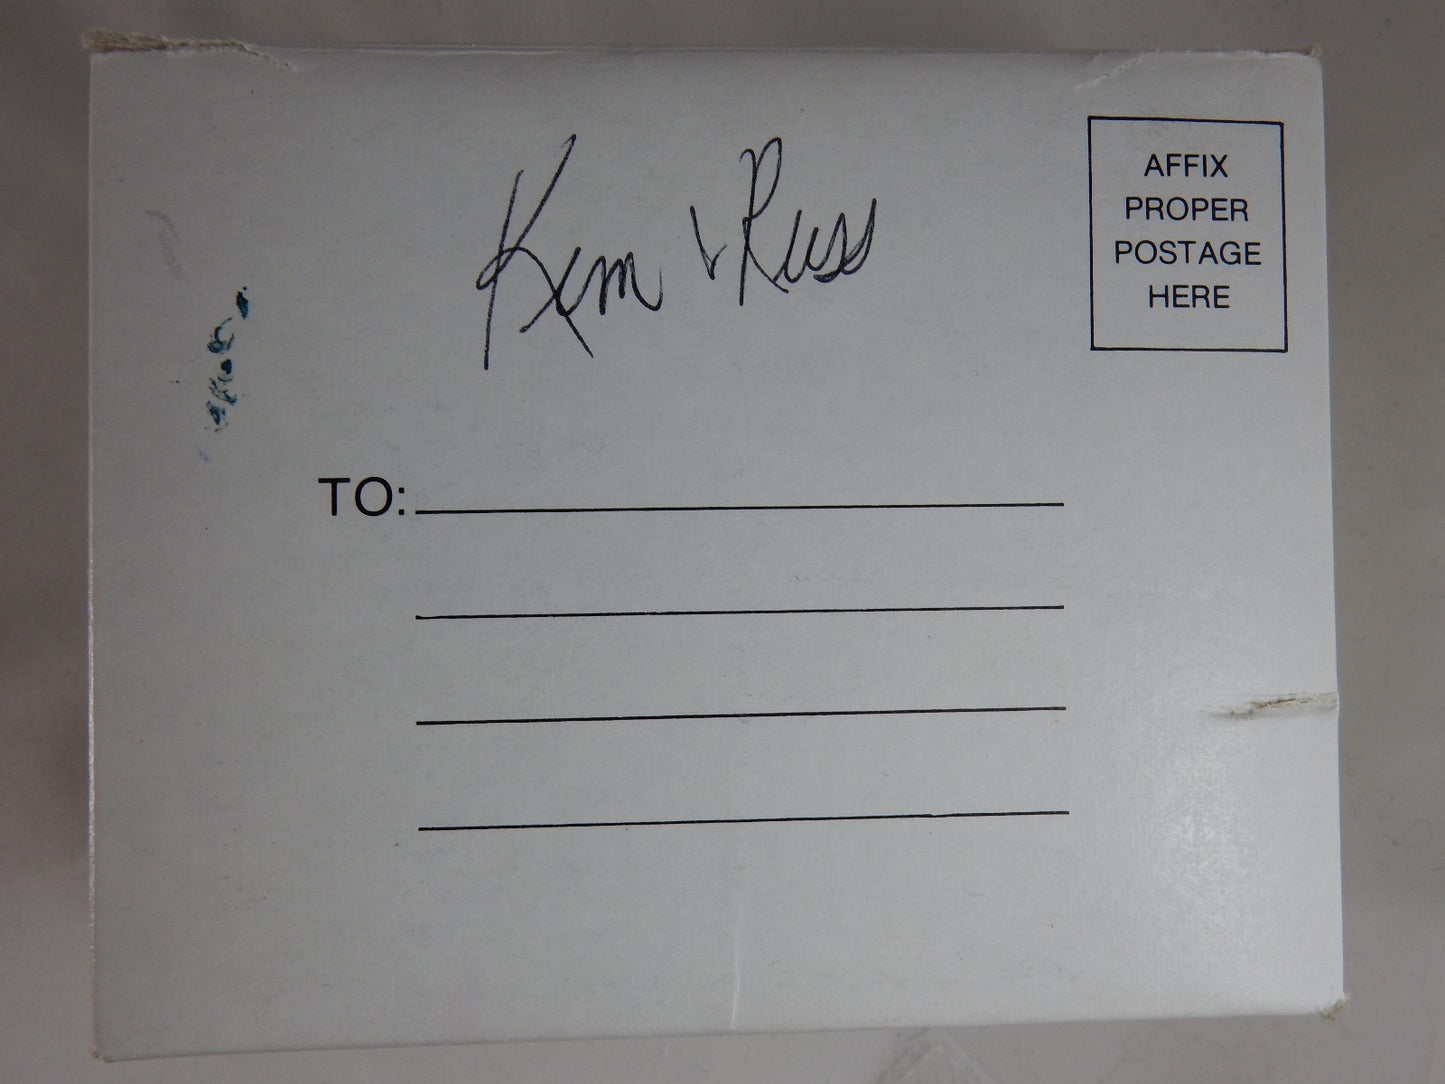 Kim & Russ
AFFIX
PROPER
POSTAGE
HERE
TO: